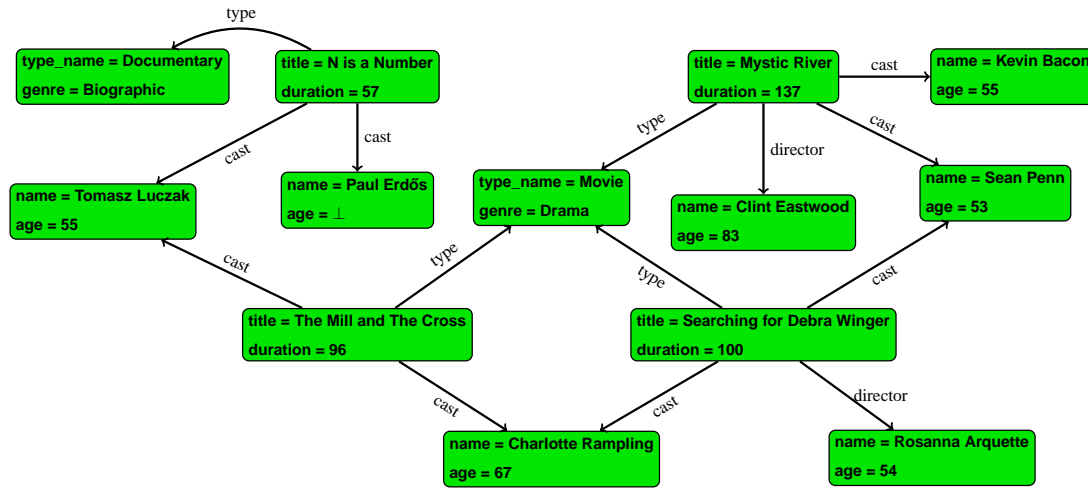 type
type_name = Documentary
genre = Biographic
title = N is a Number
duration = 57
title = Mystic River
duration = 137
cast
name = Kevin Bacon
age = 55
cast
cast
type
director
cast
name = Tomasz Luczak
age = 55
name = Paul Erdős
age = ⊥
type_name = Movie
genre = Drama
name = Clint Eastwood
age = 83
name = Sean Penn
age = 53
cast
type
type
cast
title = The Mill and The Cross
duration = 96
title = Searching for Debra Winger
duration = 100
cast
cast
director
name = Charlotte Rampling
age = 67
name = Rosanna Arquette
age = 54